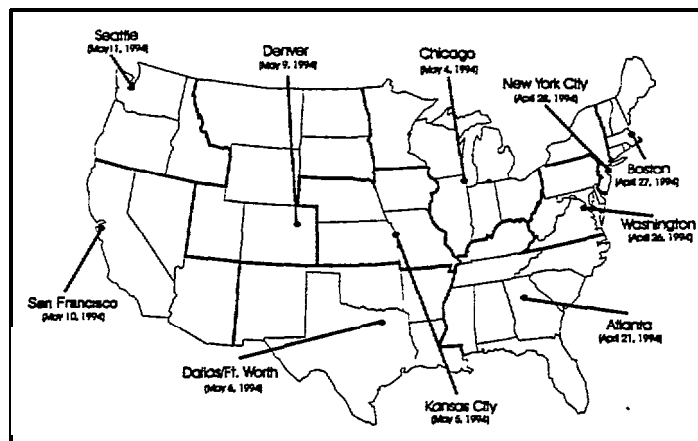 Seattle
(May 11, 1994)
Denver
(May 9, 1994)
Chicago
(May 4, 1994)
New York City
(April 28, 1994)
Boston
(April 27, 1994)
Washington
(April 26, 1994)
San Francisco
(May 10, 1994)
Atlanta
(April 21, 1994)
Dallas/Ft. Worth
(May 6, 1994)
Kansas City
(May 5, 1994)